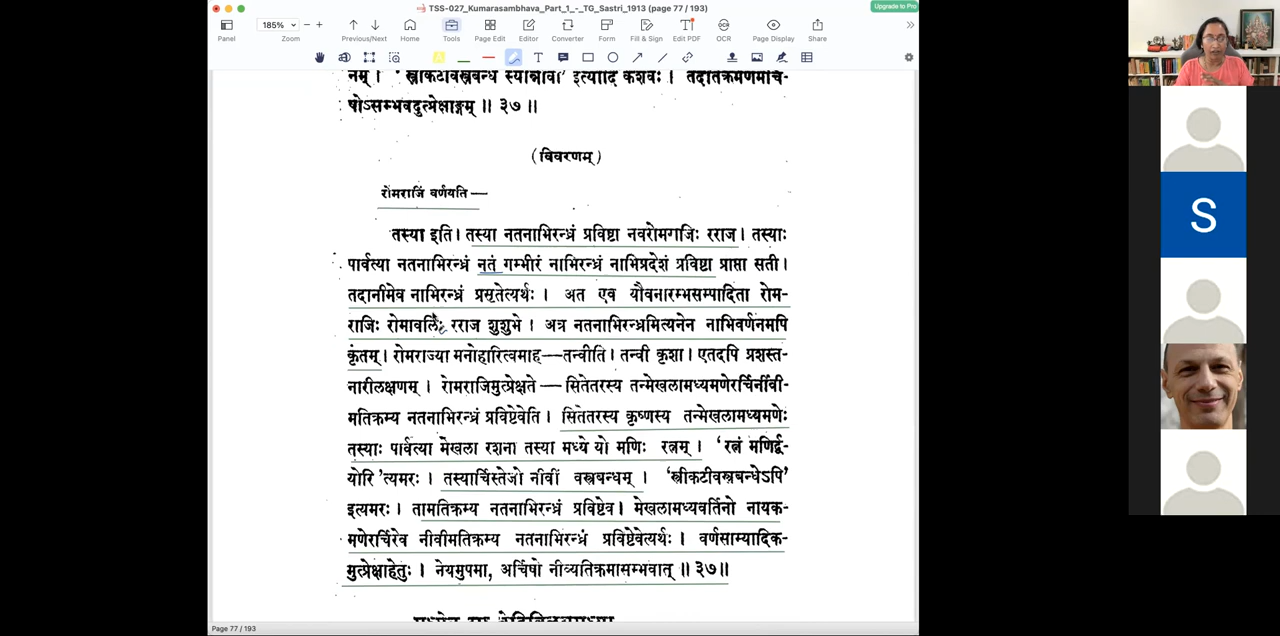 TSS-027_Kumarasambhava_Part_1_-_TG_Sastri_1913 (page 77 / 193)
Upgrade to Pro
185%
Panel Zoom Previous/Next Home Tools Page Edit Editor Converter Form Fill & Sign Edit PDF OCR Page Display Share
नम् । ' स्त्रीकटीवस्त्रबन्धे स्यान्नीवी' इत्यादि केशवः । तदतिक्रमणमर्चि-
षोऽसम्भवदुत्प्रेक्षाङ्गम् ॥ ३७ ॥
(विवरणम्)
रोमराजिं वर्णयति —
तस्या इति । तस्या नतनाभिरन्ध्रं प्रविष्टा नवरोमराजिः रराज । तस्याः
पार्वत्या नतनाभिरन्ध्रं नतं गम्भीरं नाभिरन्ध्रं नाभिप्रदेशं प्रविष्टा प्राप्ता सती ।
तदानीमेव नाभिरन्ध्रं प्रसृतेत्यर्थः । अत एव यौवनारम्भसम्पादिता रोम-
राजिः रोमावलिः रराज शुशुभे । अत्र नतनाभिरन्ध्रमित्यनेन नाभिवर्णनमपि
कृतम् । रोमराज्या मनोहारित्वमाह — तन्वीति । तन्वी कृशा । एतदपि प्रशस्त-
नारीलक्षणम् । रोमराजिमुत्प्रेक्षते — सितेतरस्य तन्मेखलामध्यमणेरर्चिर्नीवी-
मतिक्रम्य नतनाभिरन्ध्रं प्रविष्टेवेति । सितेतरस्य कृष्णस्य तन्मेखलामध्यमणेः
तस्याः पार्वत्या मेखला रशना तस्या मध्ये यो मणिः रत्नम् । 'रत्नं मणिर्द्व-
योरि'त्यमरः । तस्यार्चिस्तेजो नीवीं वस्त्रबन्धम् । 'स्त्रीकटीवस्त्रबन्धेऽपि'
इत्यमरः । तामतिक्रम्य नतनाभिरन्ध्रं प्रविष्टेव । मेखलामध्यवर्तिनो नायक-
मणेरर्चिरेव नीवीमतिक्रम्य नतनाभिरन्ध्रं प्रविष्टेवेत्यर्थः । वर्णसाम्यादिक-
मुत्प्रेक्षाहेतुः । नेयमुपमा, अर्चिषो नीव्यतिक्रमासम्भवात् ॥ ३७॥
Page 77 / 193
S